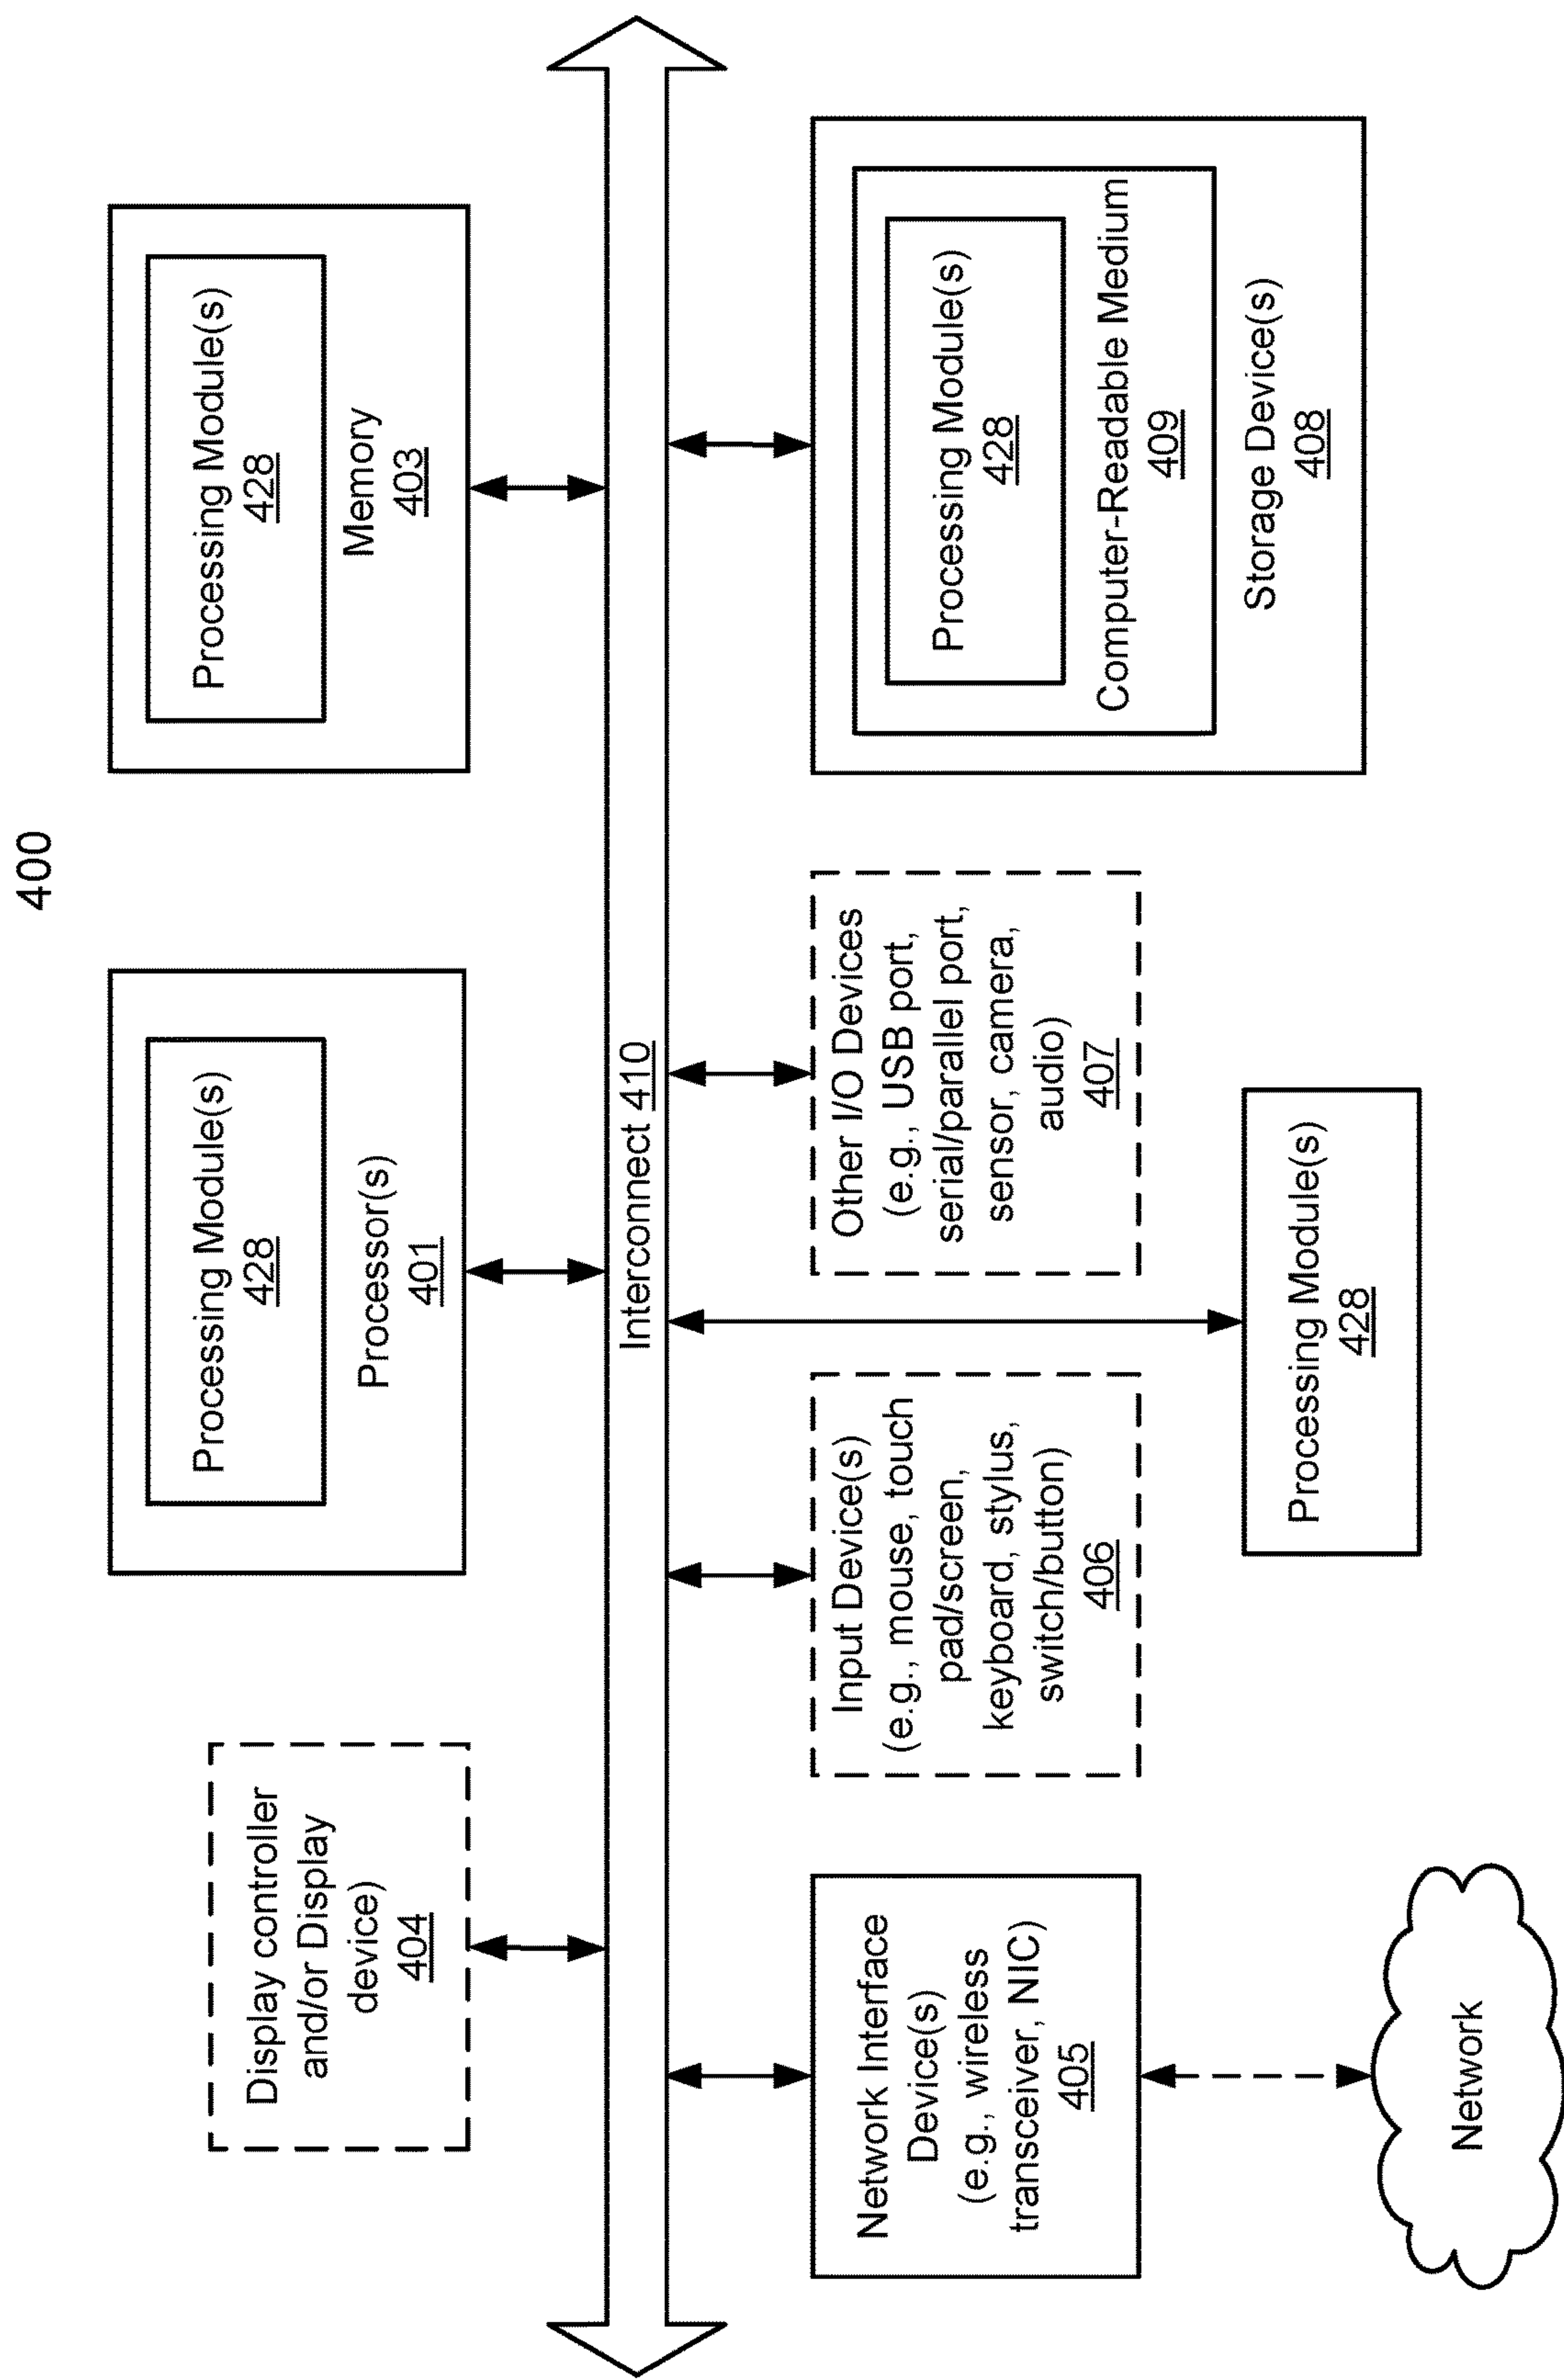 400
Display controller
and/or Display
device)
404
Processing Module(s)
428
Processor(s)
401
Processing Module(s)
428
Memory
403
Interconnect 410
Network Interface
Device(s)
(e.g., wireless
transceiver, NIC)
405
Input Device(s)
(e.g., mouse, touch
pad/screen,
keyboard, stylus,
switch/button)
406
Other I/O Devices
(e.g., USB port,
serial/parallel port,
sensor, camera,
audio)
407
Processing Module(s)
428
Computer-Readable Medium
409
Storage Device(s)
408
Processing Module(s)
428
Network